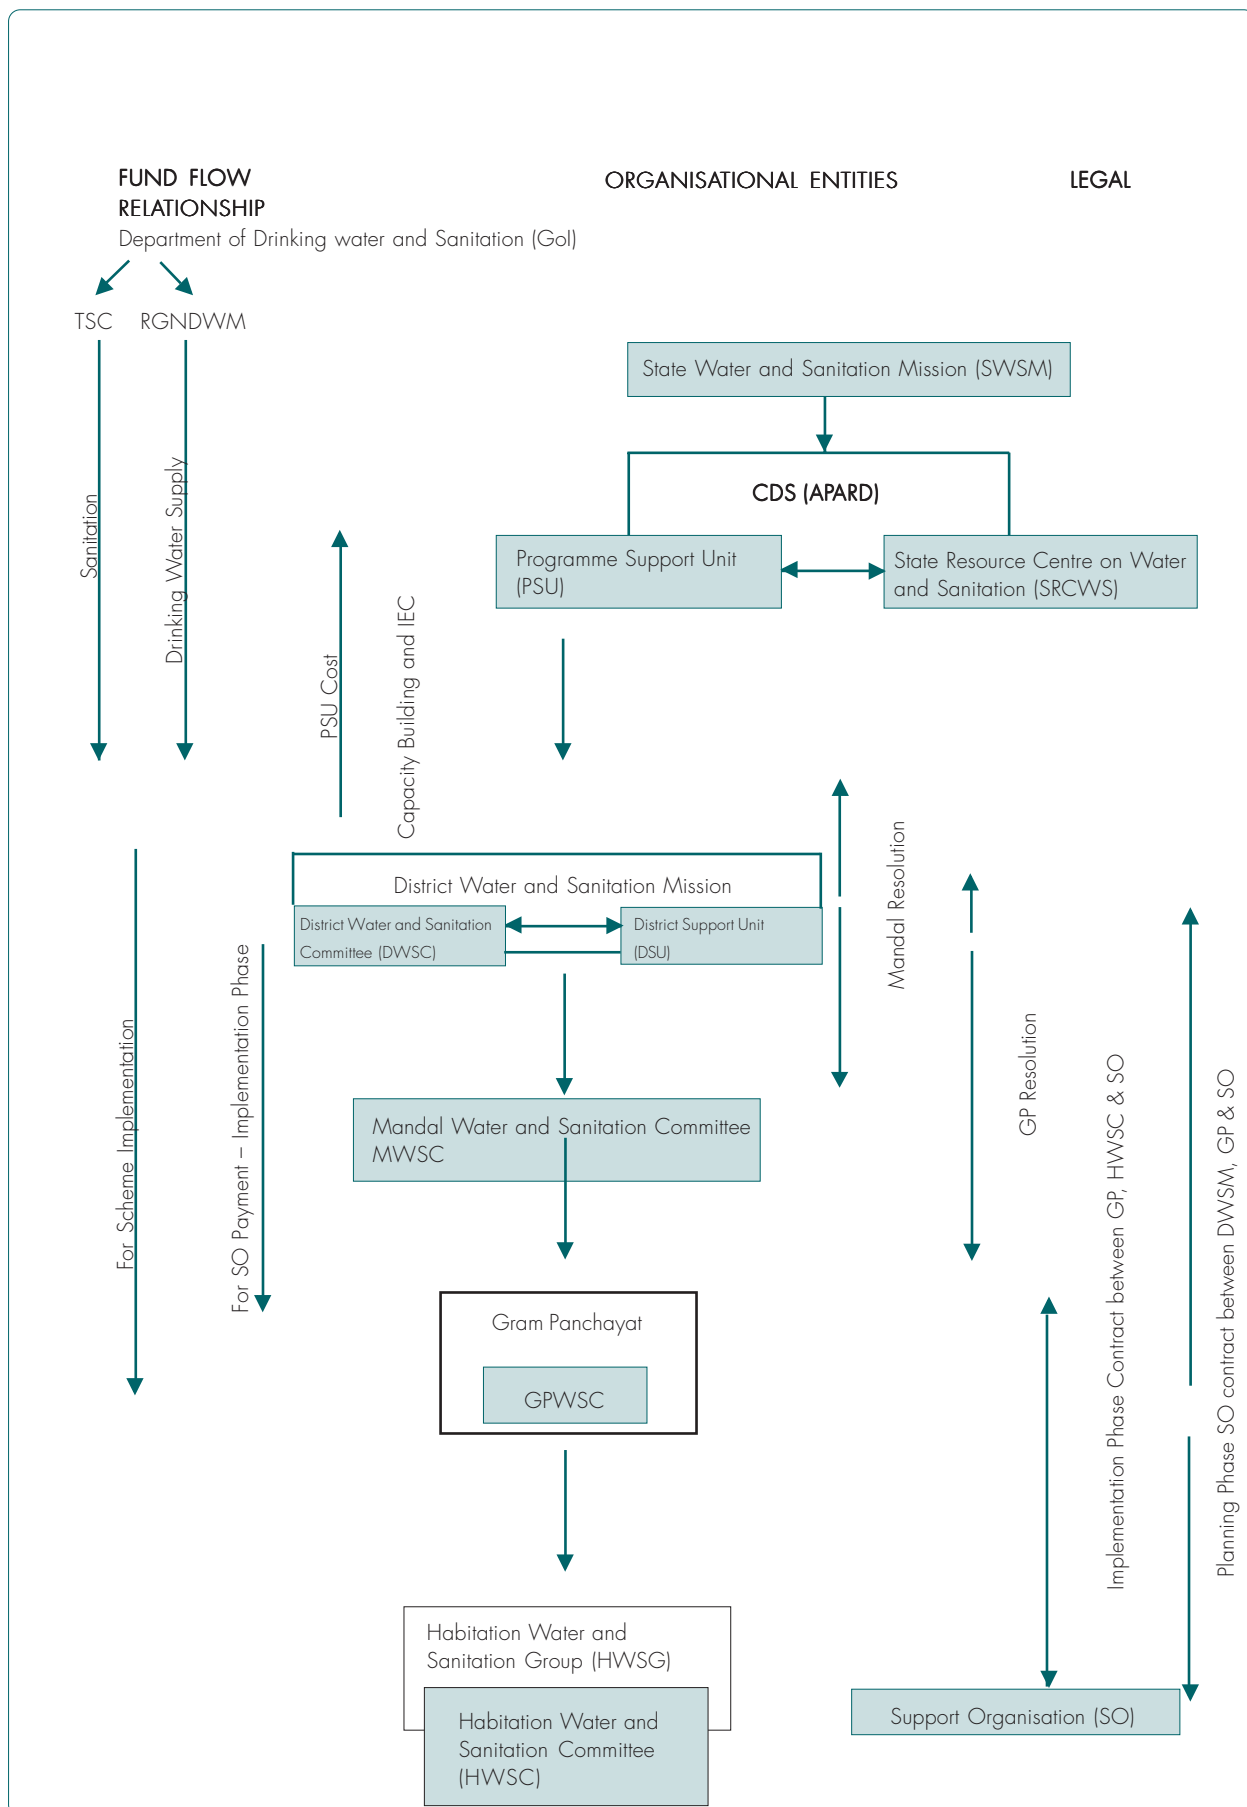 FUND FLOW
RELATIONSHIP
ORGANISATIONAL ENTITIES
LEGAL
Department of Drinking water and Sanitation (GoI)
TSC
RGNDWM
State Water and Sanitation Mission (SWSM)
CDS (APARD)
Programme Support Unit
(PSU)
State Resource Centre on Water
and Sanitation (SRCWS)
Sanitation
Drinking Water Supply
PSU Cost
Capacity Building and IEC
District Water and Sanitation Mission
District Water and Sanitation
Committee (DWSC)
District Support Unit
(DSU)
Mandal Resolution
For Scheme Implementation
For SO Payment – Implementation Phase
Mandal Water and Sanitation Committee
MWSC
GP Resolution
Implementation Phase Contract between GP, HWSC & SO
Planning Phase SO contract between DWSM, GP & SO
Gram Panchayat
GPWSC
Habitation Water and
Sanitation Group (HWSG)
Habitation Water and
Sanitation Committee
(HWSC)
Support Organisation (SO)